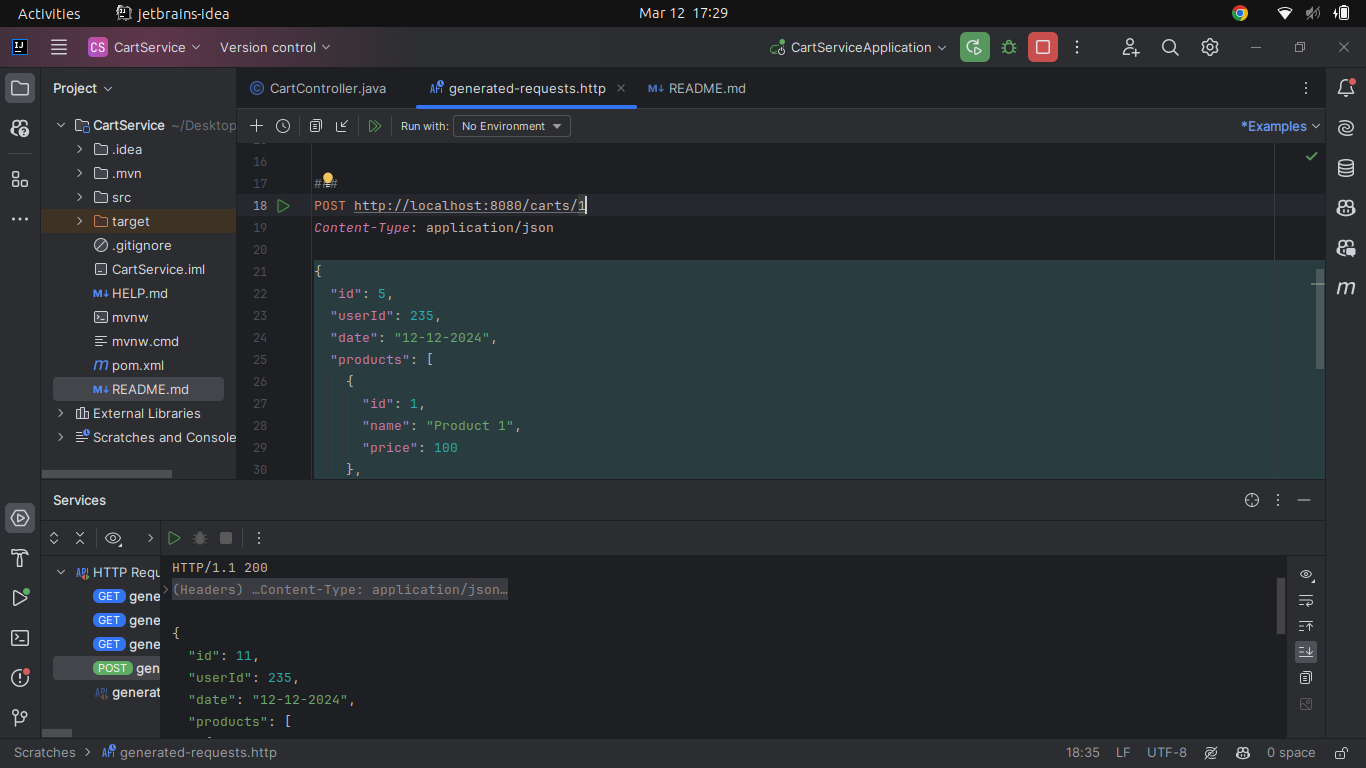 Activities
jetbrains-idea
Mar 12 17:29
IJ
CS CartService
Version control
CartServiceApplication
Project
CartController.java
generated-requests.http
M↓ README.md
CartService ~/Desktop
.idea
.mvn
src
target
.gitignore
CartService.iml
M↓ HELP.md
mvnw
mvnw.cmd
m pom.xml
M↓ README.md
External Libraries
Scratches and Console
Run with: No Environment
*Examples
16
17 ###
18 POST http://localhost:8080/carts/1
19 Content-Type: application/json
20
21 {
22 "id": 5,
23 "userId": 235,
24 "date": "12-12-2024",
25 "products": [
26 {
27 "id": 1,
28 "name": "Product 1",
29 "price": 100
30 },
m
Services
API HTTP Requ
GET gene
GET gene
GET gene
POST gen
API generat
HTTP/1.1 200
(Headers) …Content-Type: application/json…
{
"id": 11,
"userId": 235,
"date": "12-12-2024",
"products": [
Scratches
generated-requests.http
18:35 LF UTF-8 0 space